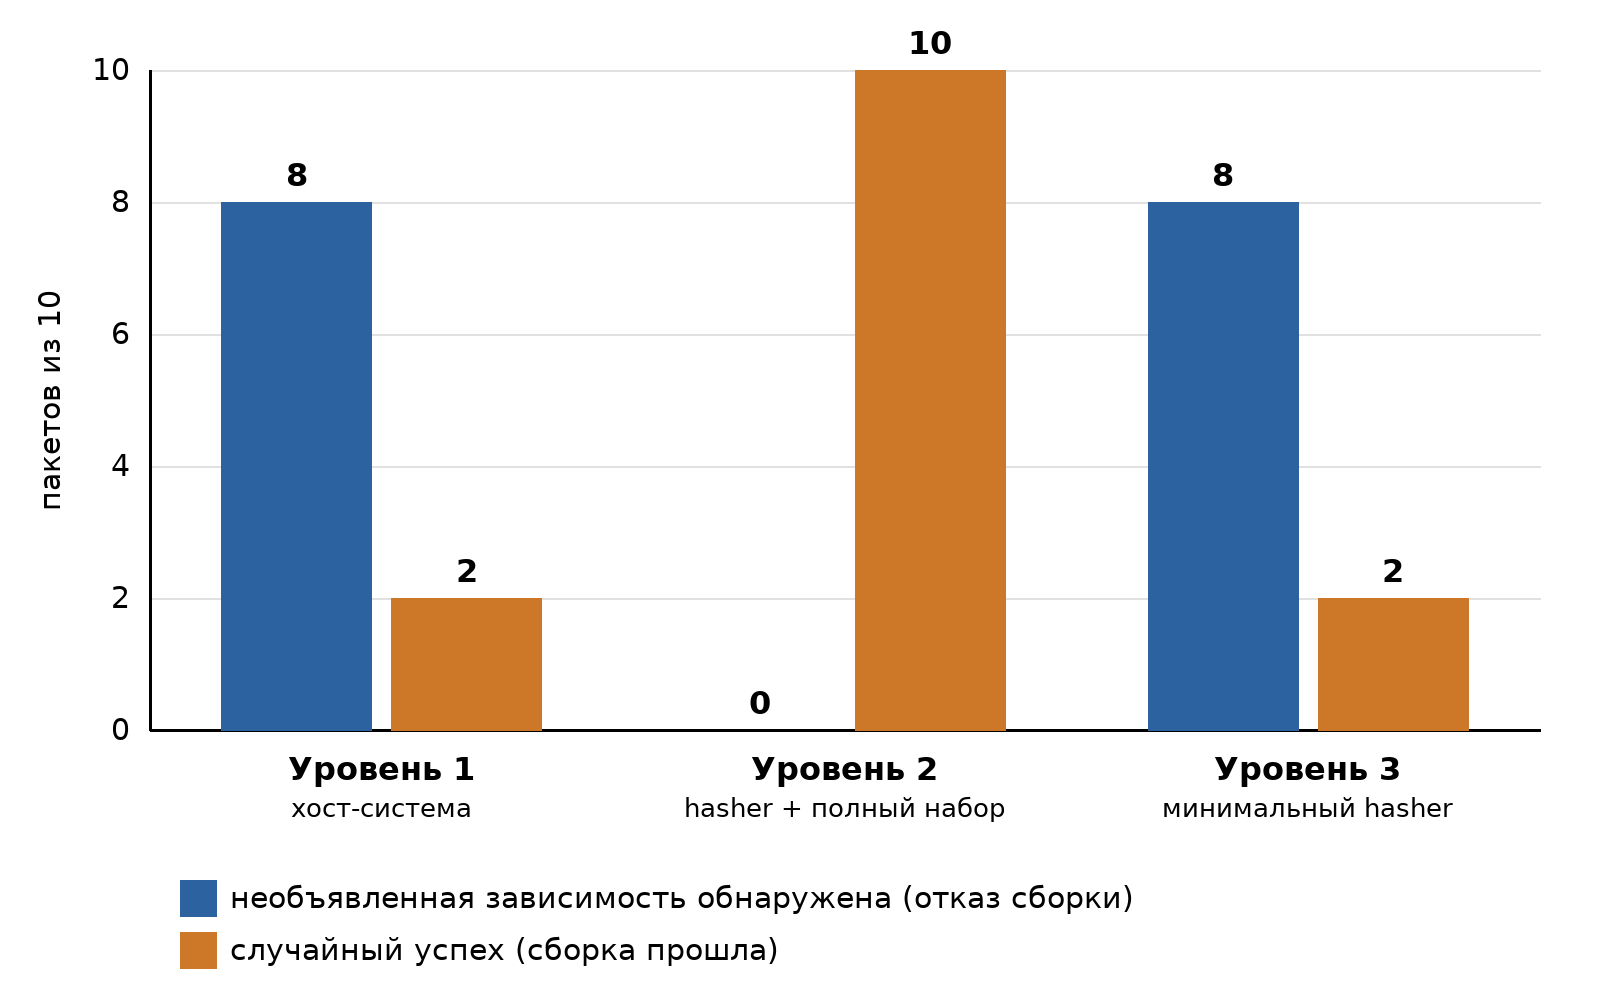 10
10
8
8
8
пакетов из 10
6
4
2
2
2
0
0
Уровень 1
Уровень 2
Уровень 3
хост-система
hasher + полный набор
минимальный hasher
необъявленная зависимость обнаружена (отказ сборки)
случайный успех (сборка прошла)